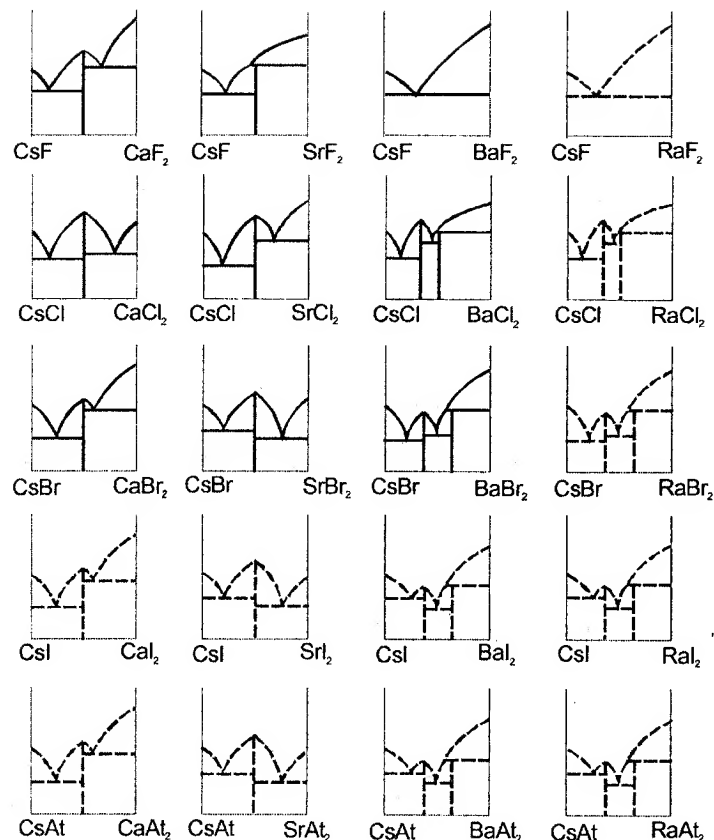 CsF CaF₂ CsF SrF₂ CsF BaF₂ CsF RaF₂
CsCl CaCl₂ CsCl SrCl₂ CsCl BaCl₂ CsCl RaCl₂
CsBr CaBr₂ CsBr SrBr₂ CsBr BaBr₂ CsBr RaBr₂
CsI CaI₂ CsI SrI₂ CsI BaI₂ CsI RaI₂
CsAt CaAt₂ CsAt SrAt₂ CsAt BaAt₂ CsAt RaAt₂